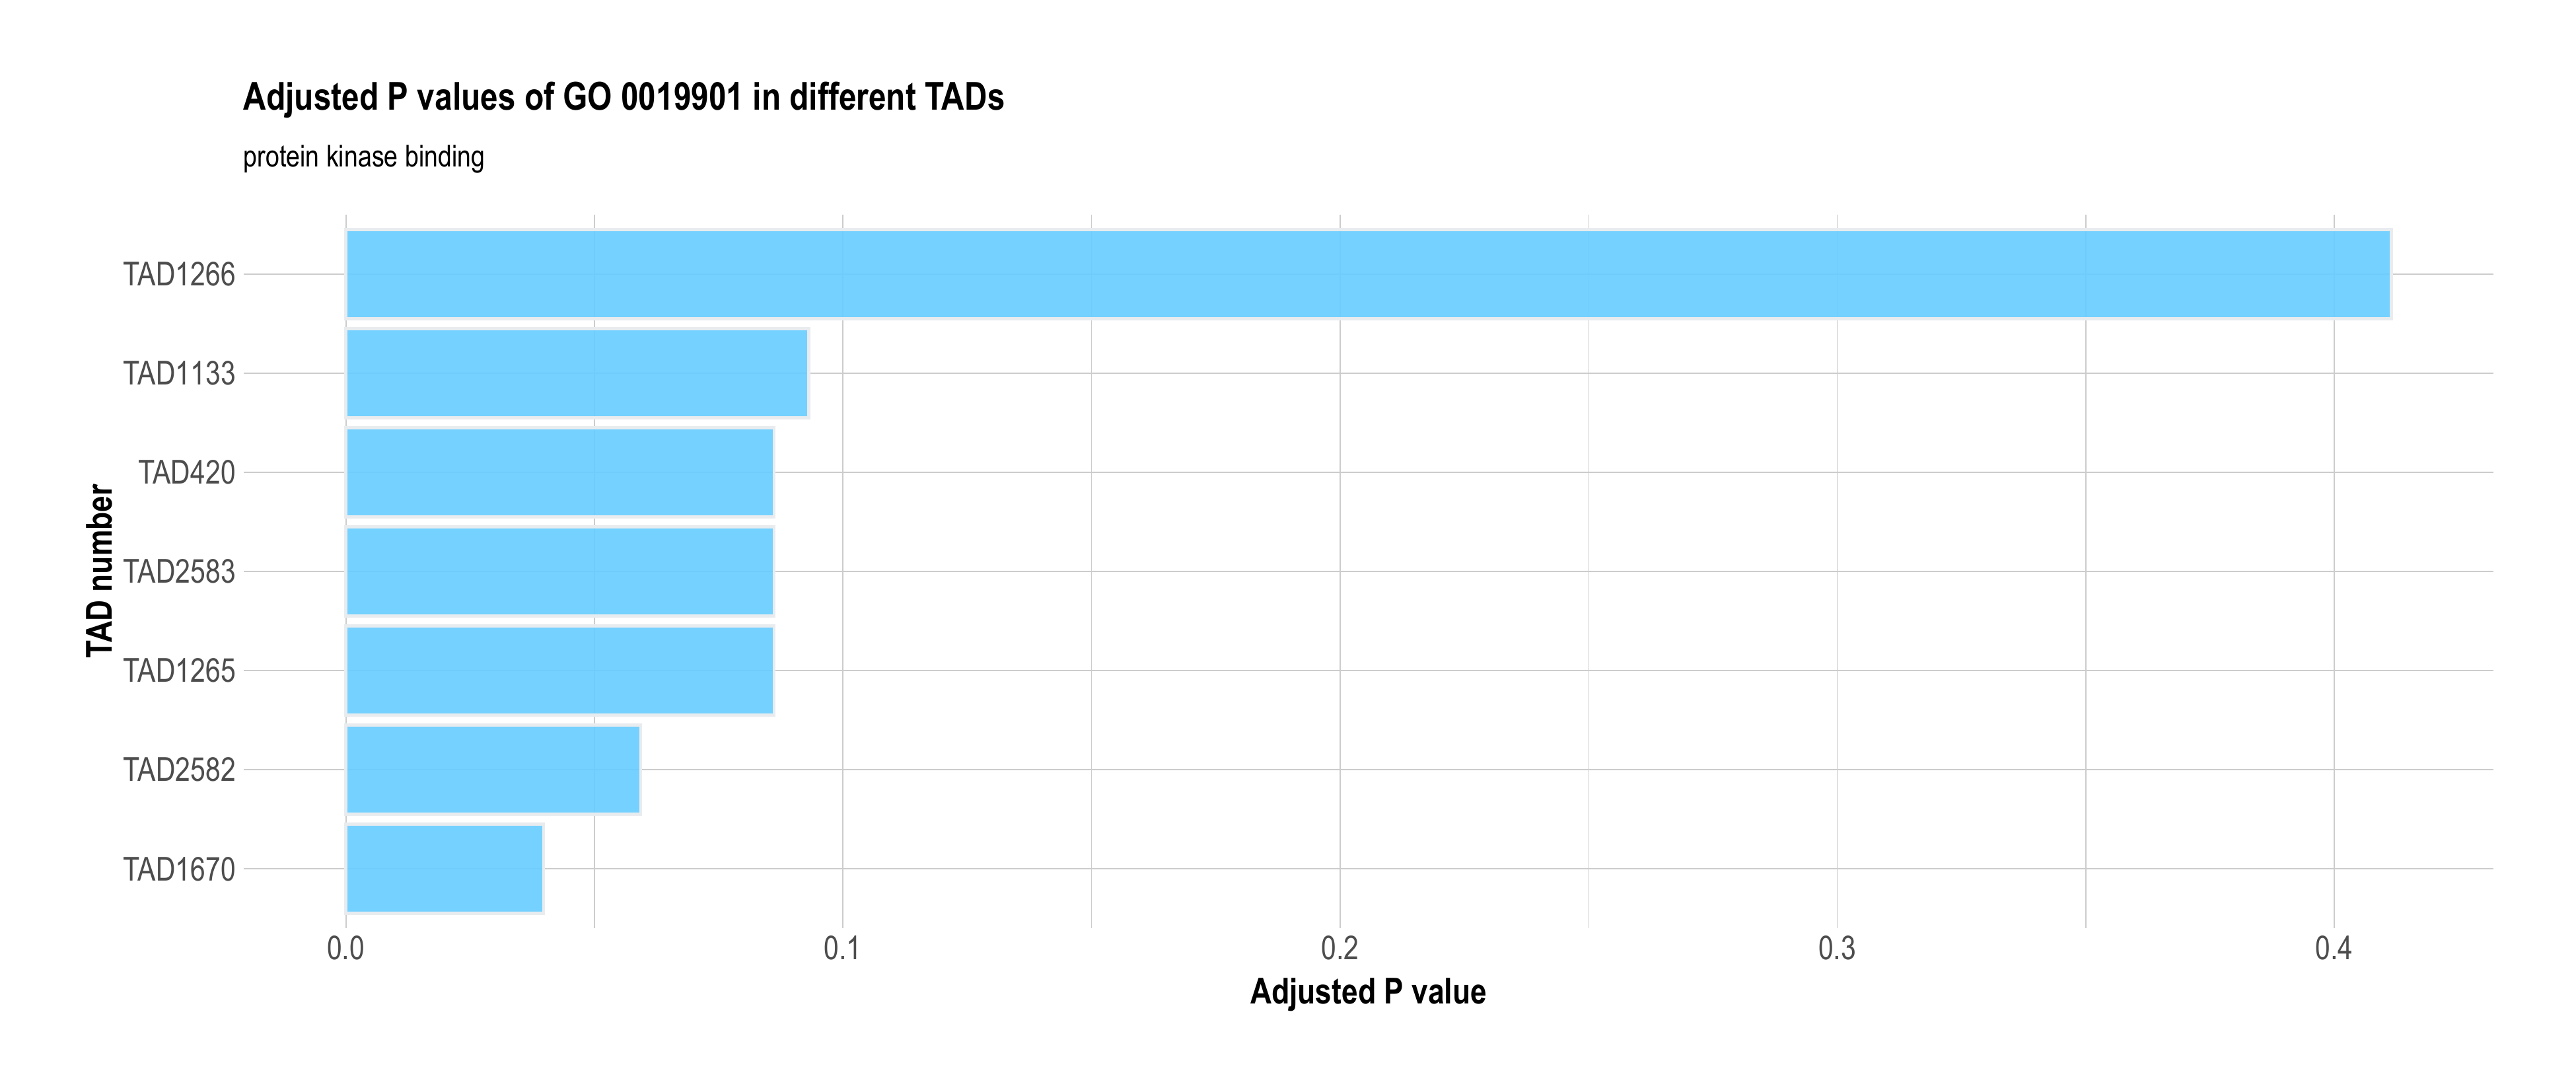 Adjusted P values of GO 0019901 in different TADs
protein kinase binding
TAD number
TAD1266
TAD1133
TAD420
TAD2583
TAD1265
TAD2582
TAD1670
0.0 0.1 0.2 0.3 0.4
Adjusted P value